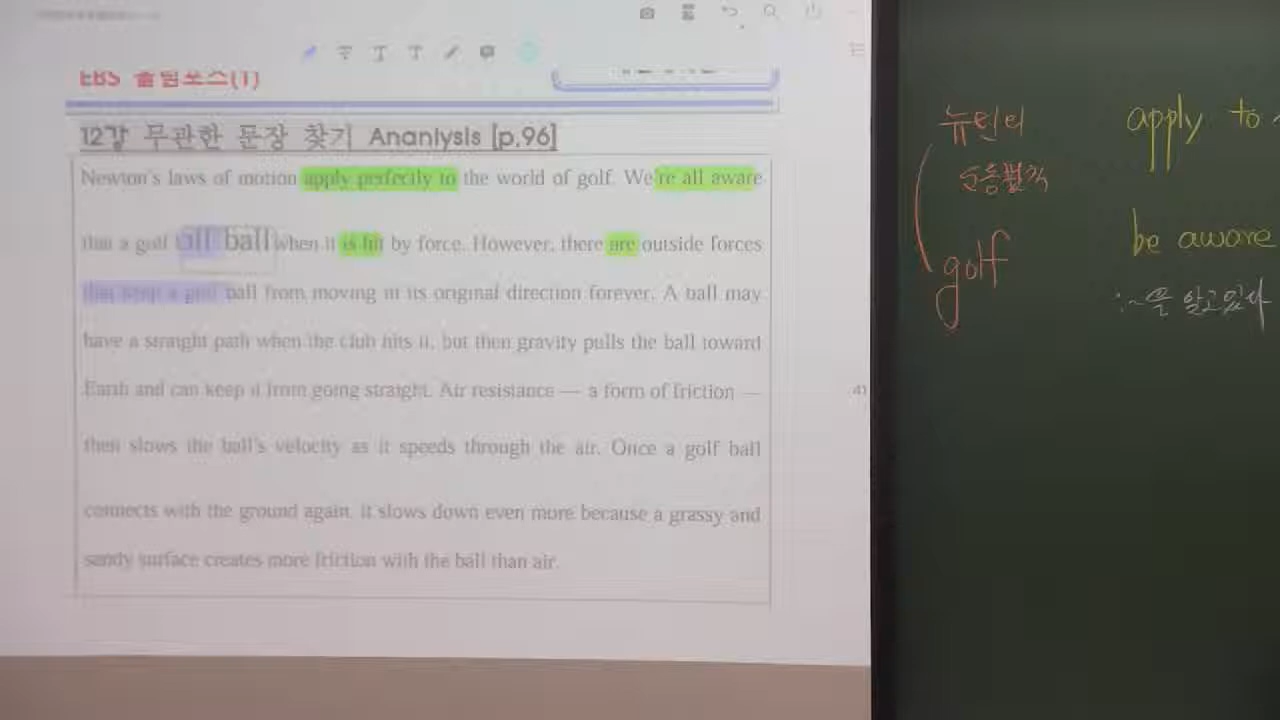 EBS 올림포스(1)
12강 무관한 문장 찾기 Ananlysis [p.96]
Newton's laws of motion apply perfectly to the world of golf. We're all aware
that a golf ball when it is hit by force. However, there are outside forces
that keep a golf ball from moving in its original direction forever. A ball may
have a straight path when the club hits it, but then gravity pulls the ball toward
Earth and can keep it from going straight. Air resistance — a form of friction —
then slows the ball's velocity as it speeds through the air. Once a golf ball
connects with the ground again, it slows down even more because a grassy and
sandy surface creates more friction with the ball than air.
뉴턴의
golf
apply to ~
be aware
: ~을 알고있다